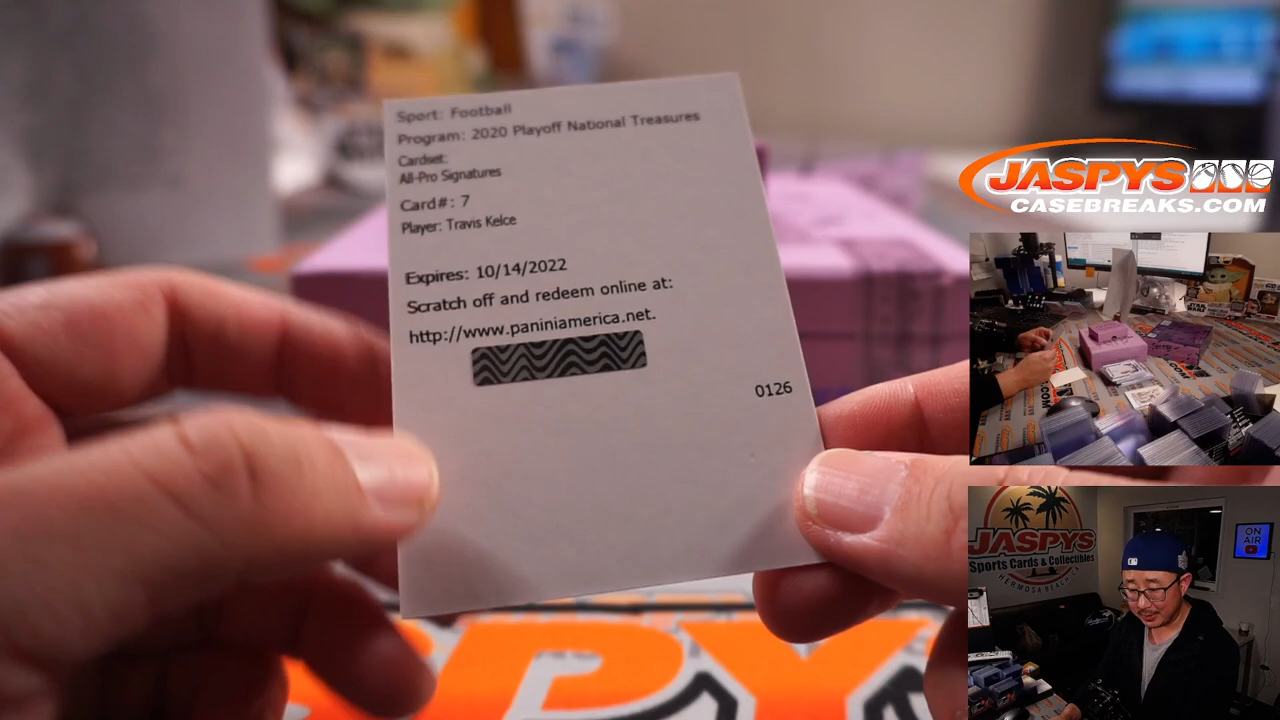 Sport: Football
Program: 2020 Playoff National Treasures
Cardset:
All-Pro Signatures
Card#: 7
Player: Travis Kelce
Expires: 10/14/2022
Scratch off and redeem online at:
http://www.paniniamerica.net.
0126
JASPYS
CASEBREAKS.COM
JASPYS
Sports Cards & Collectibles
HERMOSA BEACH, CA
ON
AIR
PY